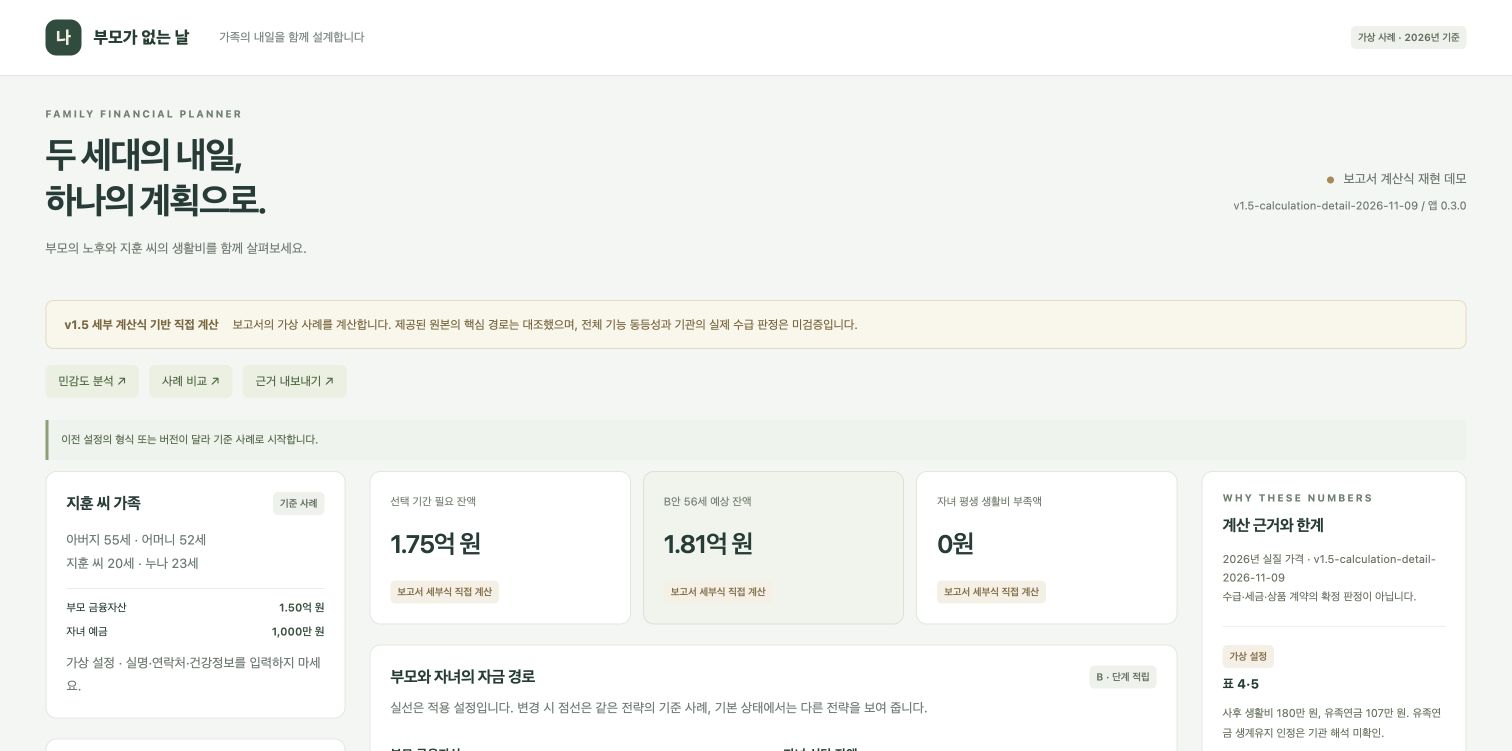 나 부모가 없는 날 가족의 내일을 함께 설계합니다 가상 사례 · 2026년 기준
FAMILY FINANCIAL PLANNER
두 세대의 내일,
하나의 계획으로.
부모의 노후와 지훈 씨의 생활비를 함께 살펴보세요.
보고서 계산식 재현 데모
v1.5-calculation-detail-2026-11-09 / 앱 0.3.0
v1.5 세부 계산식 기반 직접 계산 보고서의 가상 사례를 계산합니다. 제공된 원본의 핵심 경로는 대조했으며, 전체 기능 동등성과 기관의 실제 수급 판정은 미검증입니다.
민감도 분석 ↗ 사례 비교 ↗ 근거 내보내기 ↗
이전 설정의 형식 또는 버전이 달라 기준 사례로 시작합니다.
지훈 씨 가족 기준 사례
아버지 55세 · 어머니 52세
지훈 씨 20세 · 누나 23세
부모 금융자산 1.50억 원
자녀 예금 1,000만 원
가상 설정 · 실명·연락처·건강정보를 입력하지 마세
요.
선택 기간 필요 잔액
1.75억 원
보고서 세부식 직접 계산
B안 56세 예상 잔액
1.81억 원
보고서 세부식 직접 계산
자녀 평생 생활비 부족액
0원
보고서 세부식 직접 계산
부모와 자녀의 자금 경로 B · 단계 적립
실선은 적용 설정입니다. 변경 시 점선은 같은 전략의 기준 사례, 기본 상태에서는 다른 전략을 보여 줍니다.
WHY THESE NUMBERS
계산 근거와 한계
2026년 실질 가격 · v1.5-calculation-detail-
2026-11-09
수급·세금·상품 계약의 확정 판정이 아닙니다.
가상 설정
표 4·5
사후 생활비 180만 원, 유족연금 107만 원. 유족연
금 생계유지 인정은 기관 해석 미확인.